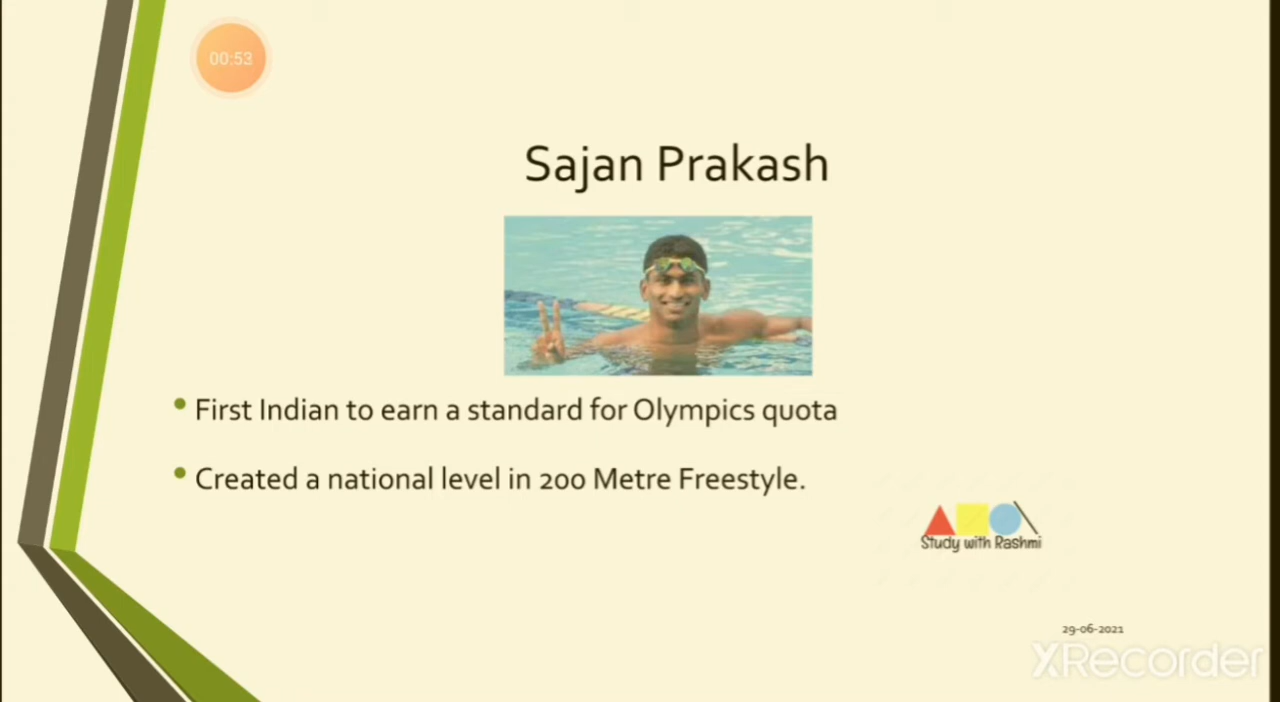 00:53
Sajan Prakash
First Indian to earn a standard for Olympics quota
Created a national level in 200 Metre Freestyle.
Study with Rashmi
29-06-2021
XRecorder